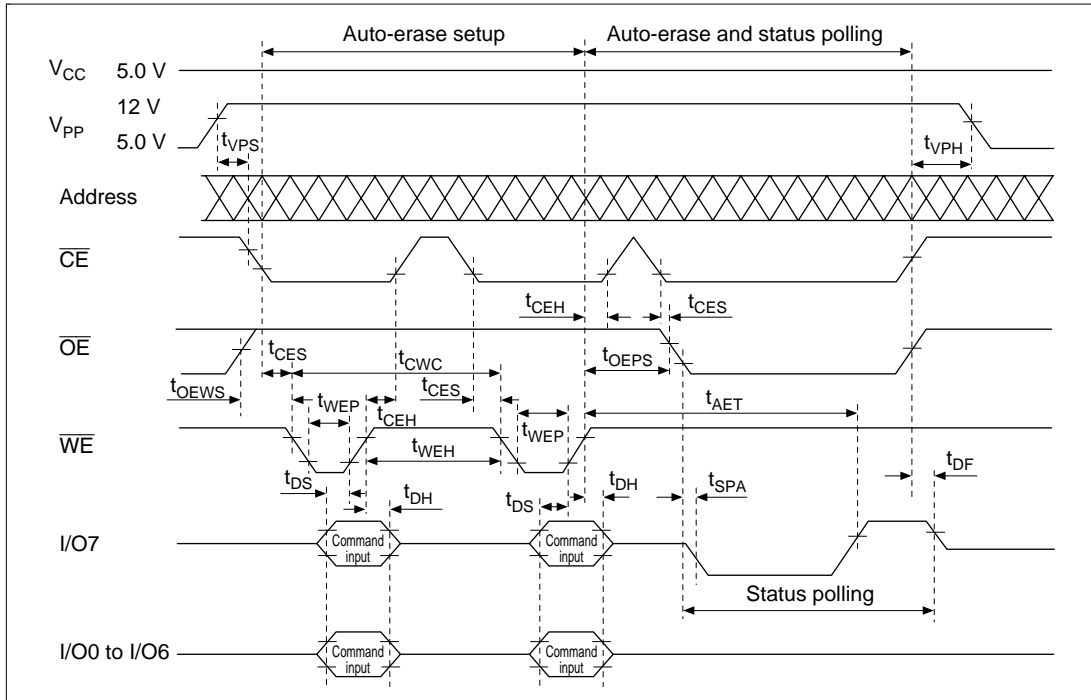 Auto-erase setup Auto-erase and status polling
VCC 5.0 V
12 V
VPP
5.0 V
tVPS tVPH
Address
CE
tCEH tCES
OE
tCES tCWC tOEPS
tOEWS tWEP tCES tAET
tCEH tWEP
WE
tWEH tDF
tDS tDH tDS tDH tSPA
I/O7 Command input Command input
Status polling
I/O0 to I/O6 Command input Command input